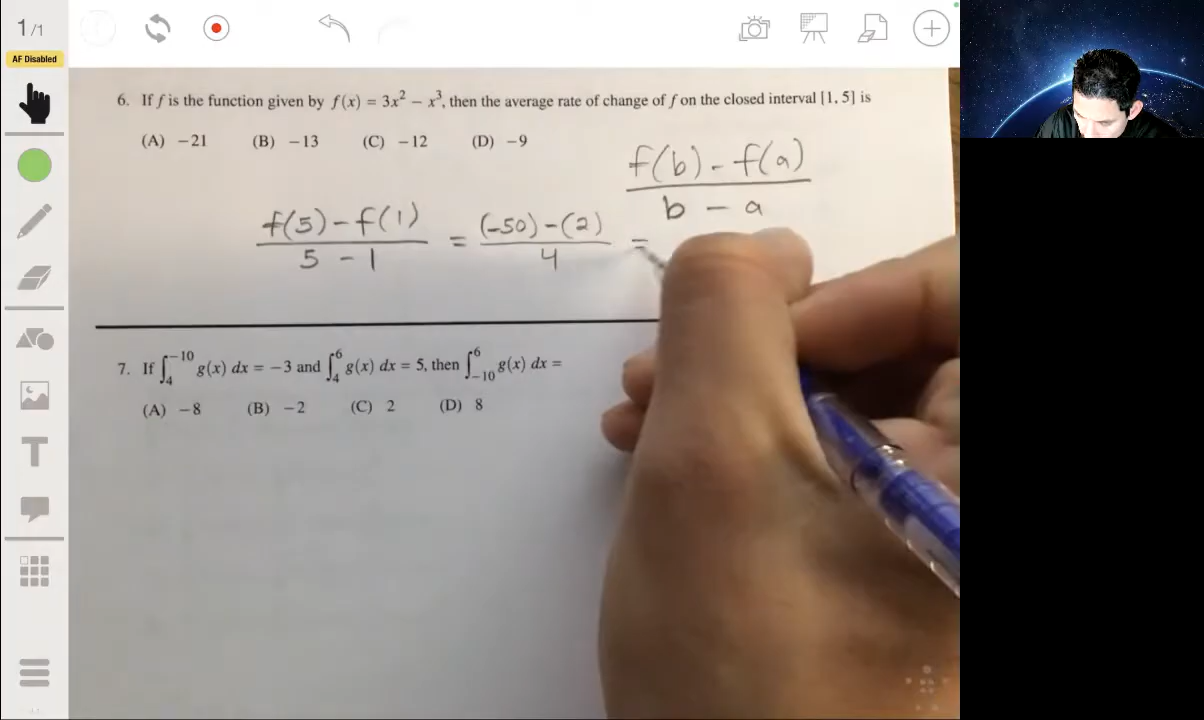 1/1
AF Disabled
6. If f is the function given by f(x) = 3x² − x³, then the average rate of change of f on the closed interval [1, 5] is
(A) −21 (B) −13 (C) −12 (D) −9
f(b) - f(a)
b - a
f(5) - f(1)
5 - 1
= (-50) - (2)
4
=
7. If ∫₄⁻¹⁰ g(x) dx = −3 and ∫₄⁶ g(x) dx = 5, then ∫₋₁₀⁶ g(x) dx =
(A) −8 (B) −2 (C) 2 (D) 8
T